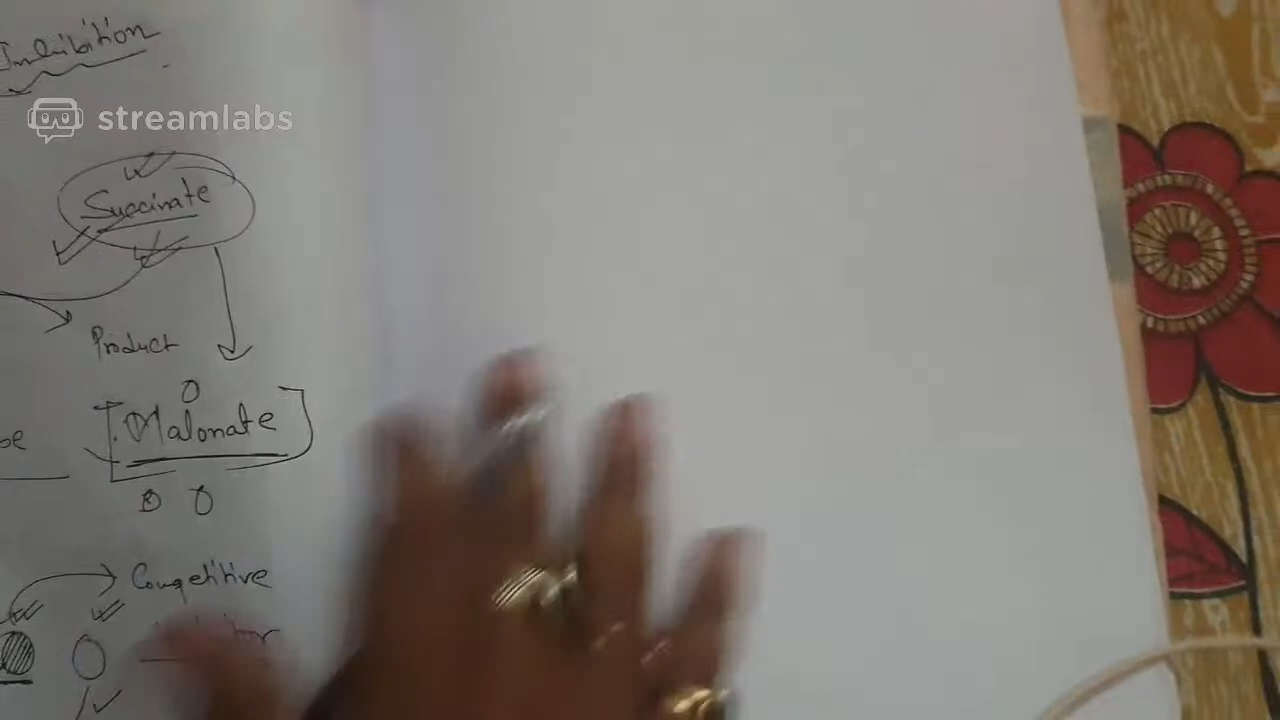 Inhibition
streamlabs
Succinate
Product
Malonate
Competitive